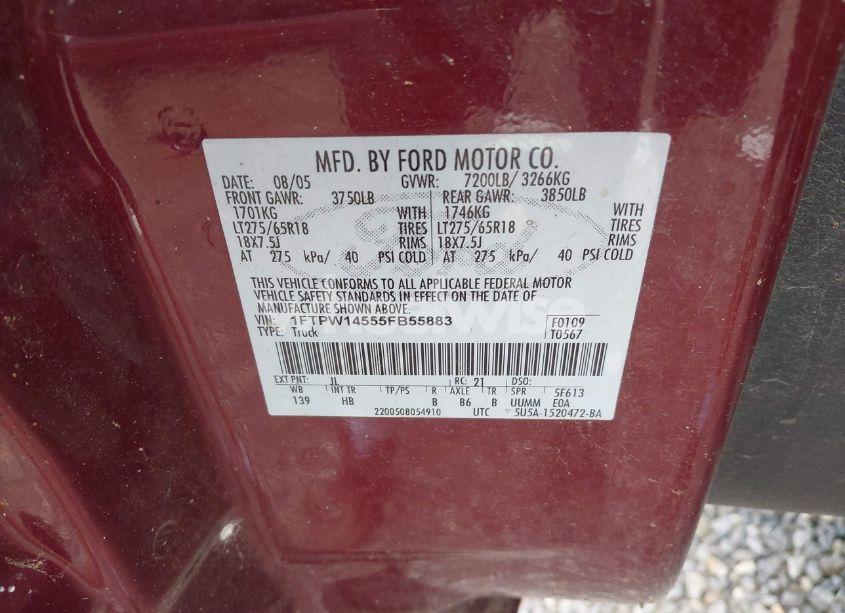 MFD. BY FORD MOTOR CO.
DATE: 08/05 GVWR: 7200LB/ 3266KG
FRONT GAWR: 3750LB REAR GAWR: 3850LB
1701KG WITH 1746KG WITH
LT275/65R18 TIRES LT275/65R18 TIRES
18X7.5J RIMS 18X7.5J RIMS
AT 275 kPa/ 40 PSI COLD AT 275 kPa/ 40 PSI COLD
THIS VEHICLE CONFORMS TO ALL APPLICABLE FEDERAL MOTOR
VEHICLE SAFETY STANDARDS IN EFFECT ON THE DATE OF
MANUFACTURE SHOWN ABOVE.
VIN: 1FTPW14555FB55883 F0109
TYPE: Truck T0567
EXT PNT: JL RC: 21 DSO:
WB INT TR TP/PS R AXLE TR SPR 5F613
139 HB B B6 B UUMM E0A
2200508054910 UTC 5U5A-1520472-BA